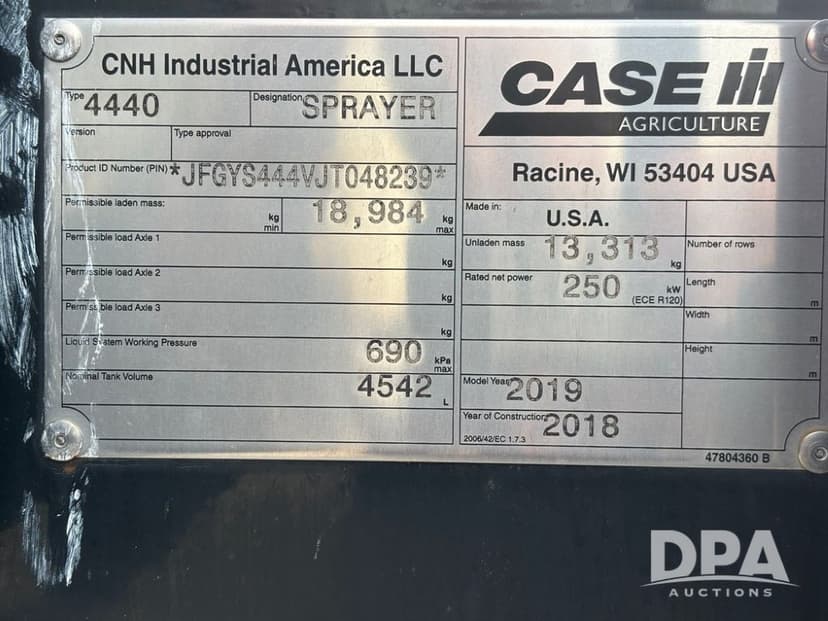 CNH Industrial America LLC
Type 4440
Designation SPRAYER
Version
Type approval
Product ID Number (PIN) *JFGYS444VJT048239*
Permissible laden mass: kg min 18,984 kg max
Permissible load Axle 1 kg
Permissible load Axle 2 kg
Permissible load Axle 3 kg
Liquid System Working Pressure 690 kPa max
Nominal Tank Volume 4542 L
CASE IH
AGRICULTURE
Racine, WI 53404 USA
Made in: U.S.A.
Unladen mass 13,313 kg
Rated net power 250 kW (ECE R120)
Number of rows
Length m
Width m
Height m
Model Year 2019
Year of Construction 2018
2006/42/EC 1.7.3
47804360 B
DPA
AUCTIONS